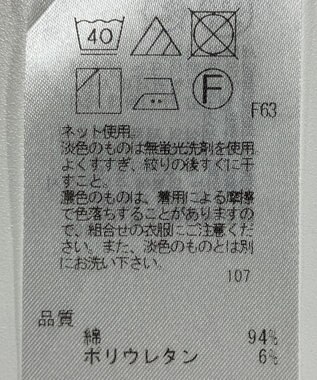 40
F
F63
ネット使用。
淡色のものは無蛍光洗剤を使用
よくすすぎ、絞りの後すぐに干
すこと。
濃色のものは、着用による摩擦
で色落ちすることがありますの
で、組合せの衣服にご注意くだ
さい。また、淡色のものとは別
にお洗い下さい。
107
品質
綿 94%
ポリウレタン 6%